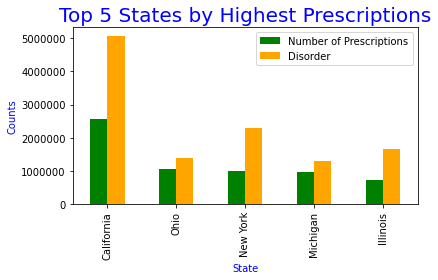 Top 5 States by Highest Prescriptions
Number of Prescriptions
Disorder
Counts
5000000
4000000
3000000
2000000
1000000
0
California
Ohio
New York
Michigan
Illinois
State